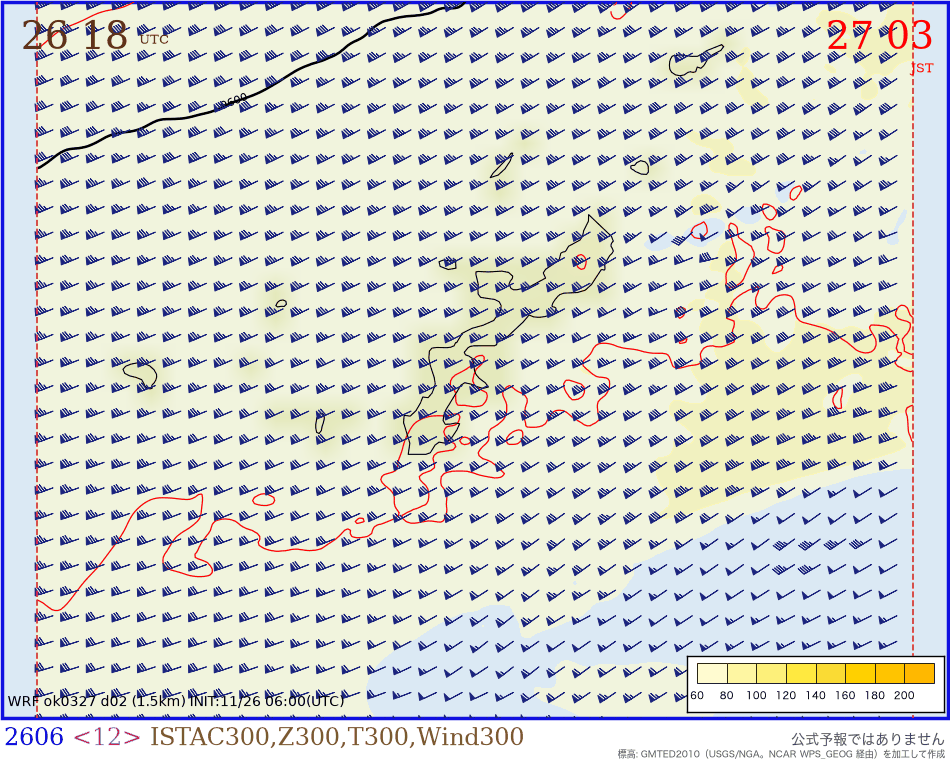 26 18 UTC
27 03
JST
WRF ok0327 d02 (1.5km) INIT:11/26 06:00(UTC)
60 80 100 120 140 160 180 200
2606 <12> ISTAC300,Z300,T300,Wind300
公式予報ではありません
標高: GMTED2010（USGS/NGA。NCAR WPS_GEOG 経由）を加工して作成